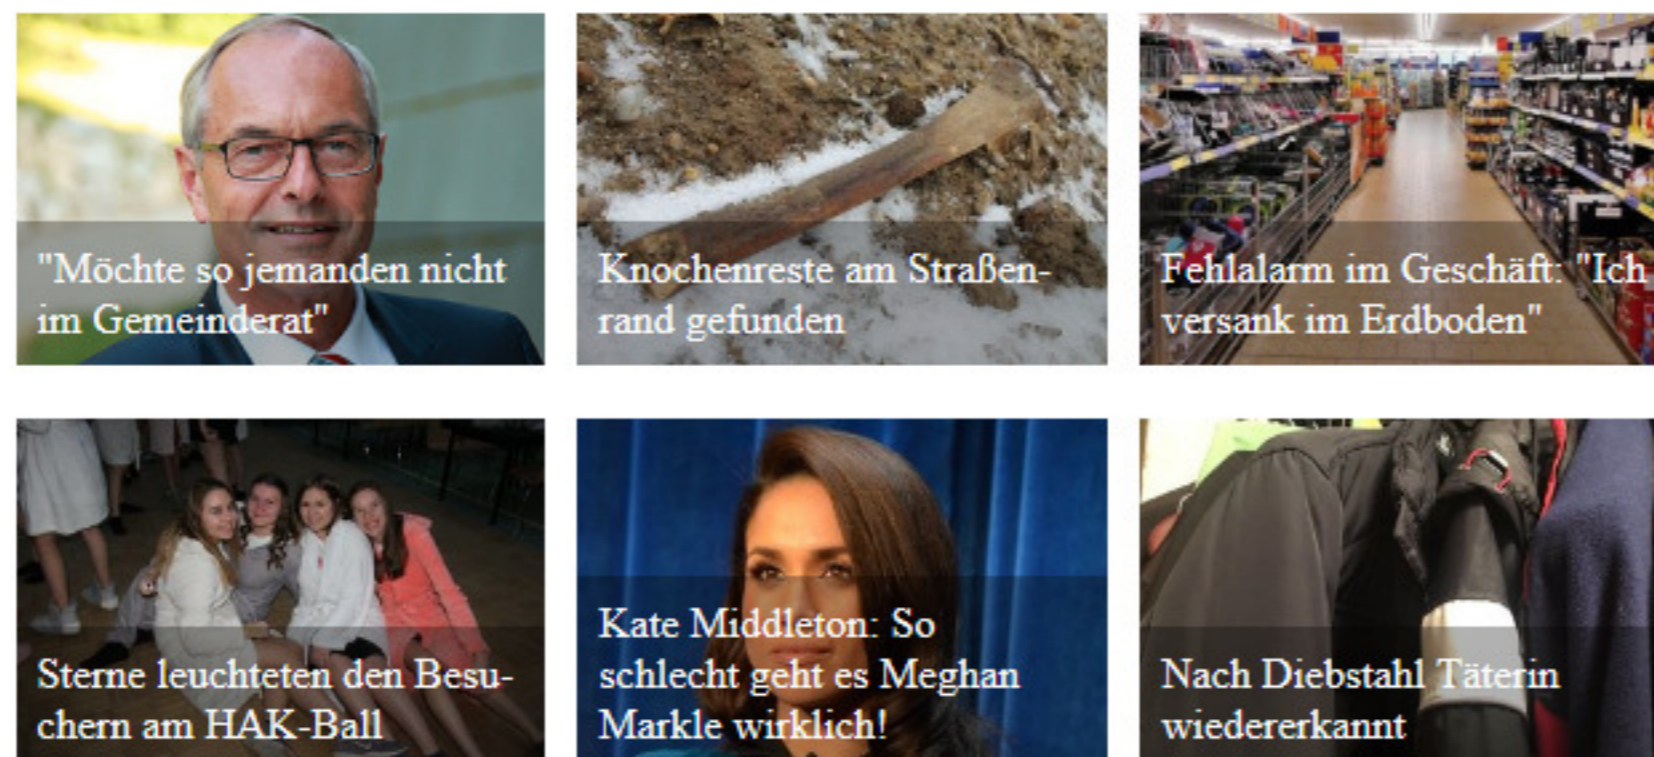 "Möchte so jemanden nicht
im Gemeinderat"
Knochenreste am Straßen-
rand gefunden
Fehlalarm im Geschäft: "Ich
versank im Erdboden"
Sterne leuchteten den Besu-
chern am HAK-Ball
Kate Middleton: So
schlecht geht es Meghan
Markle wirklich!
Nach Diebstahl Täterin
wiedererkannt